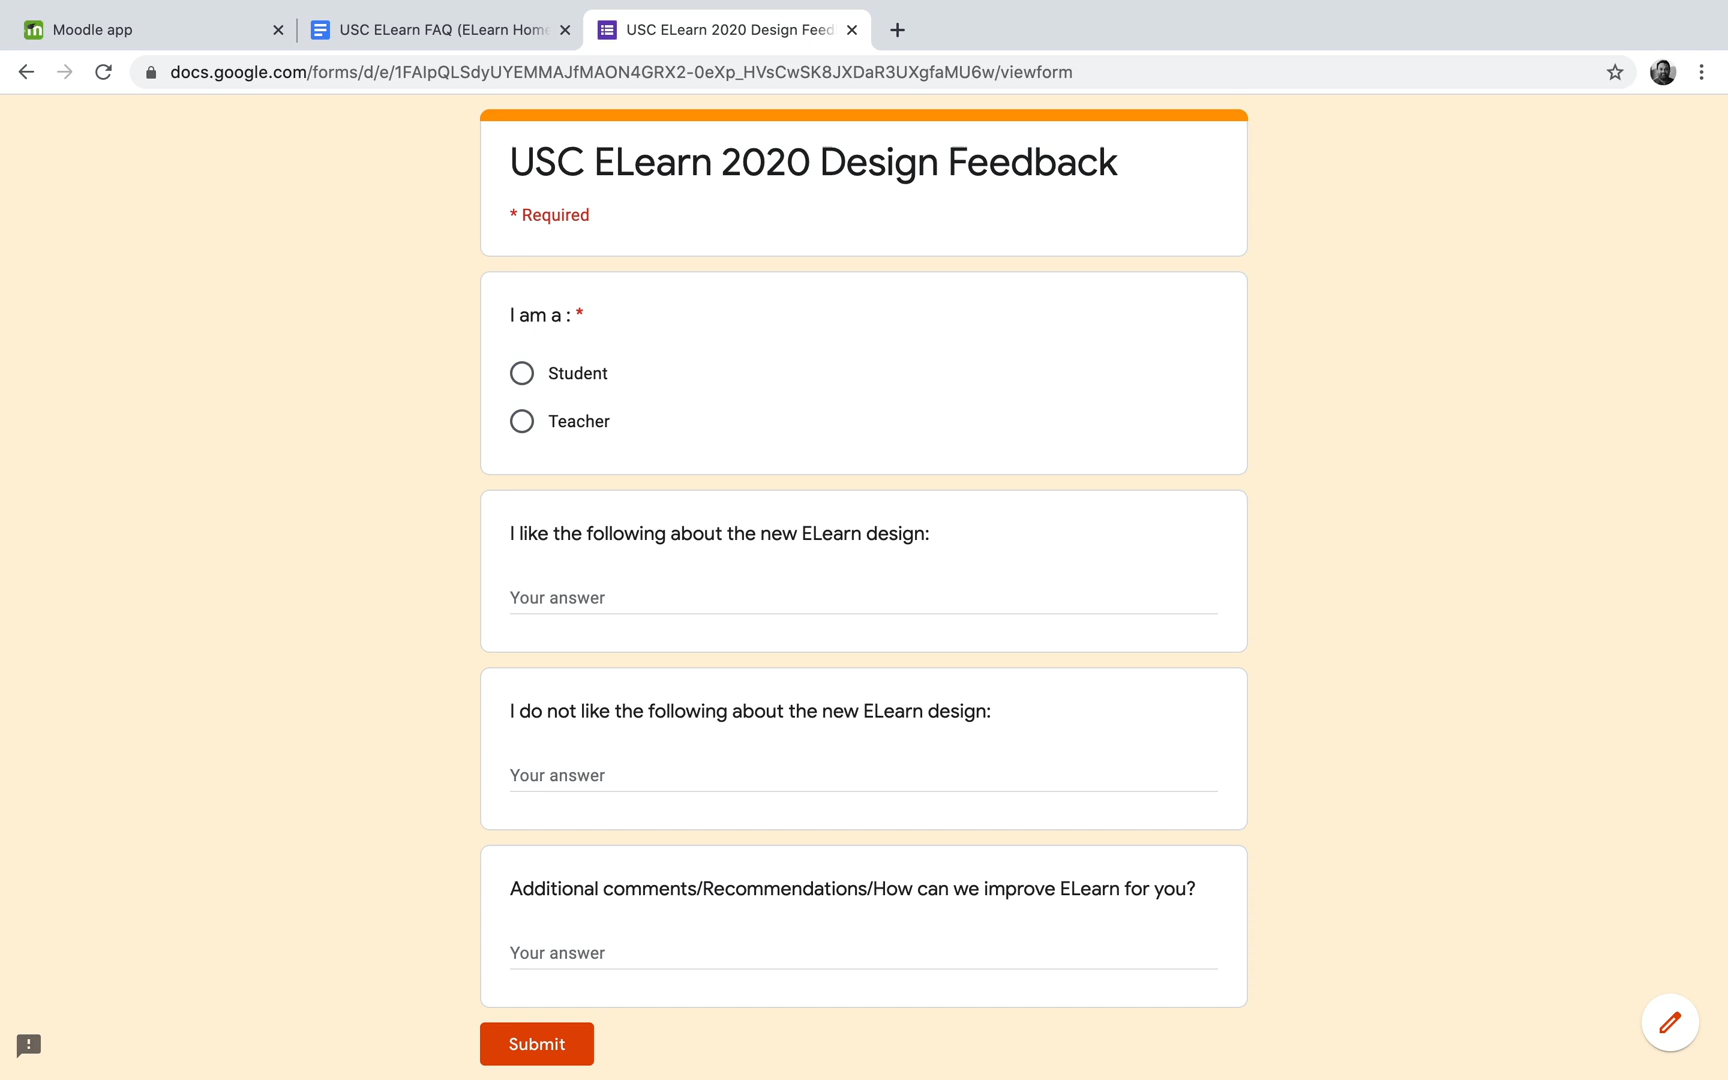 Moodle app
USC ELearn FAQ (ELearn Home
USC ELearn 2020 Design Feed
docs.google.com/forms/d/e/1FAIpQLSdyUYEMMAJfMAON4GRX2-0eXp_HVsCwSK8JXDaR3UXgfaMU6w/viewform
USC ELearn 2020 Design Feedback
* Required
I am a : *
Student
Teacher
I like the following about the new ELearn design:
Your answer
I do not like the following about the new ELearn design:
Your answer
Additional comments/Recommendations/How can we improve ELearn for you?
Your answer
Submit